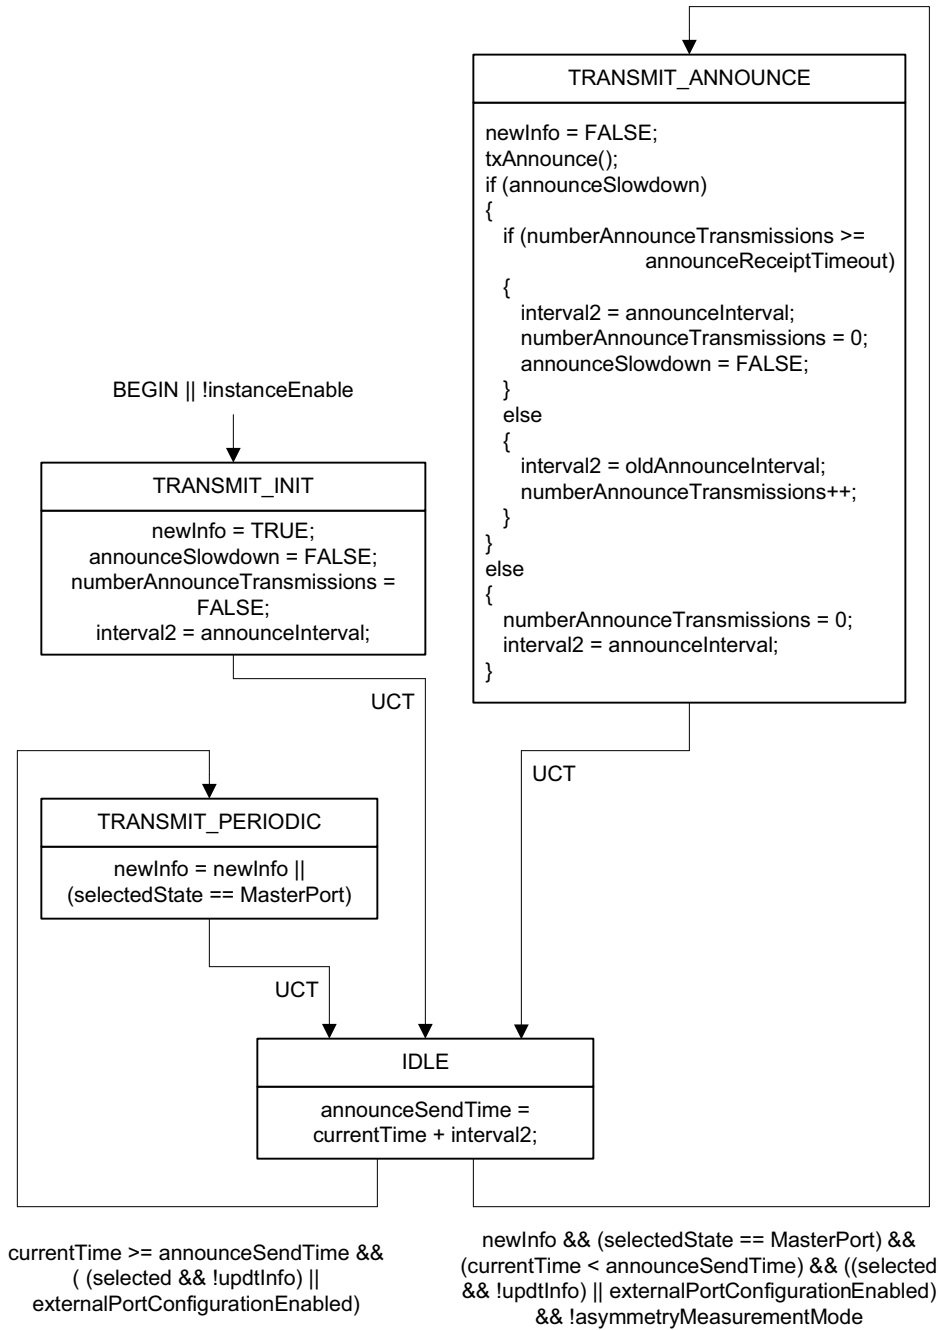 TRANSMIT_ANNOUNCE
newInfo = FALSE;
txAnnounce();
if (announceSlowdown)
{
if (numberAnnounceTransmissions >=
announceReceiptTimeout)
{
interval2 = announceInterval;
numberAnnounceTransmissions = 0;
announceSlowdown = FALSE;
}
else
{
interval2 = oldAnnounceInterval;
numberAnnounceTransmissions++;
}
}
else
{
numberAnnounceTransmissions = 0;
interval2 = announceInterval;
}
BEGIN || !instanceEnable
TRANSMIT_INIT
newInfo = TRUE;
announceSlowdown = FALSE;
numberAnnounceTransmissions =
FALSE;
interval2 = announceInterval;
UCT
UCT
TRANSMIT_PERIODIC
newInfo = newInfo ||
(selectedState == MasterPort)
UCT
IDLE
announceSendTime =
currentTime + interval2;
currentTime >= announceSendTime &&
( (selected && !updtInfo) ||
externalPortConfigurationEnabled)
newInfo && (selectedState == MasterPort) &&
(currentTime < announceSendTime) && ((selected
&& !updtInfo) || externalPortConfigurationEnabled)
&& !asymmetryMeasurementMode